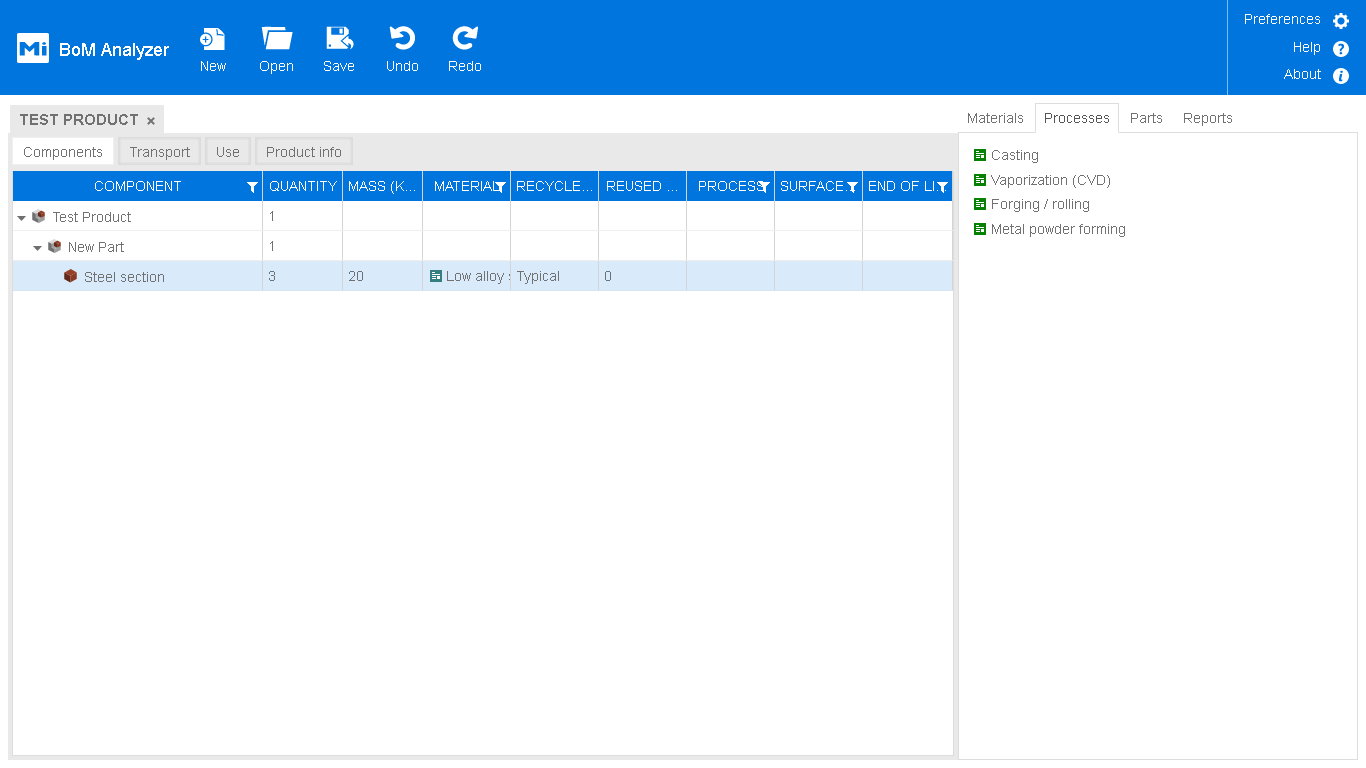 Mi BoM Analyzer
New Open Save Undo Redo
Preferences
Help
About
TEST PRODUCT ×
Components Transport Use Product info
COMPONENT QUANTITY MASS (K... MATERIAL RECYCLE... REUSED ... PROCESS SURFACE END OF LI
Test Product 1
New Part 1
Steel section 3 20 Low alloy Typical 0
Materials Processes Parts Reports
Casting
Vaporization (CVD)
Forging / rolling
Metal powder forming